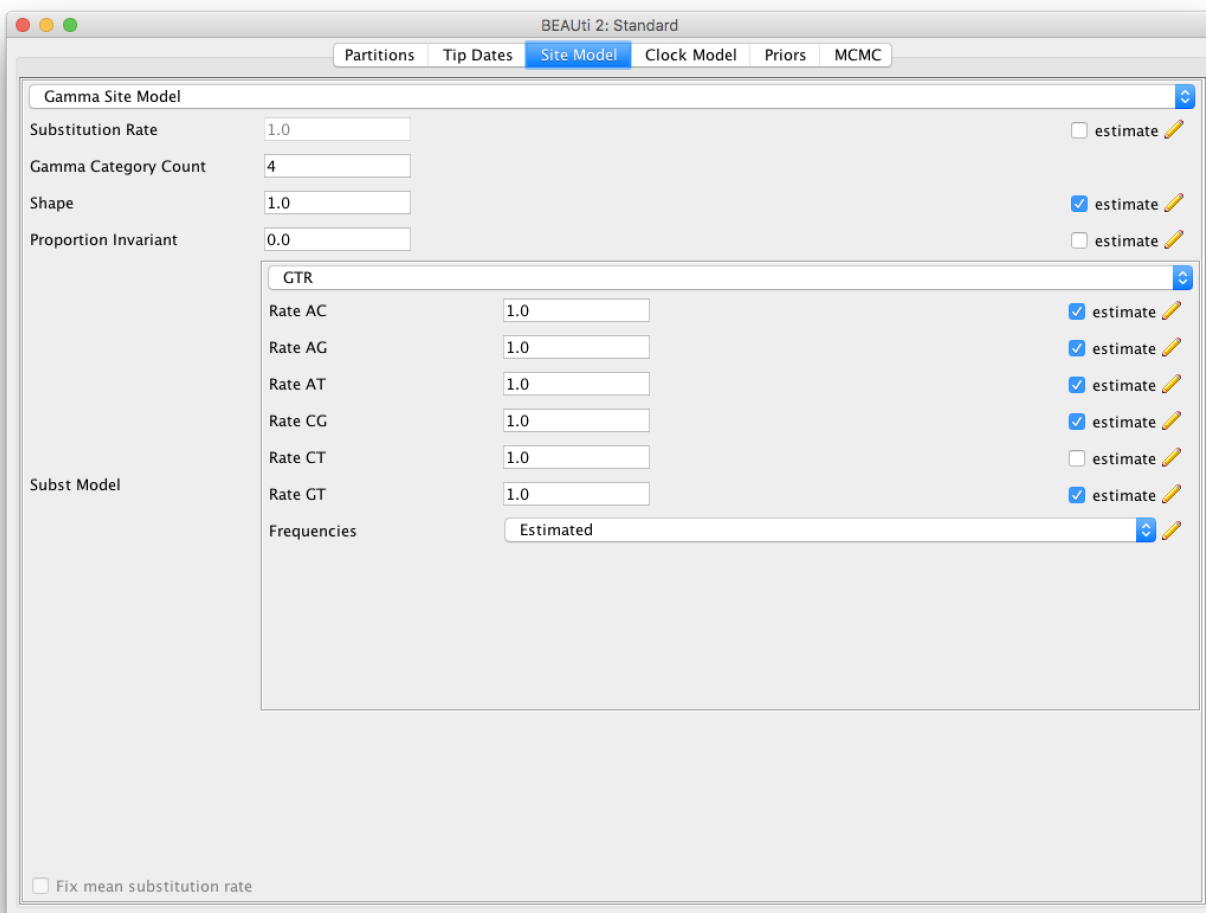 BEAUti 2: Standard
Partitions Tip Dates Site Model Clock Model Priors MCMC
Gamma Site Model
Substitution Rate 1.0 estimate
Gamma Category Count 4
Shape 1.0 estimate
Proportion Invariant 0.0 estimate
GTR
Rate AC 1.0 estimate
Rate AG 1.0 estimate
Rate AT 1.0 estimate
Rate CG 1.0 estimate
Rate CT 1.0 estimate
Subst Model
Rate GT 1.0 estimate
Frequencies Estimated
Fix mean substitution rate